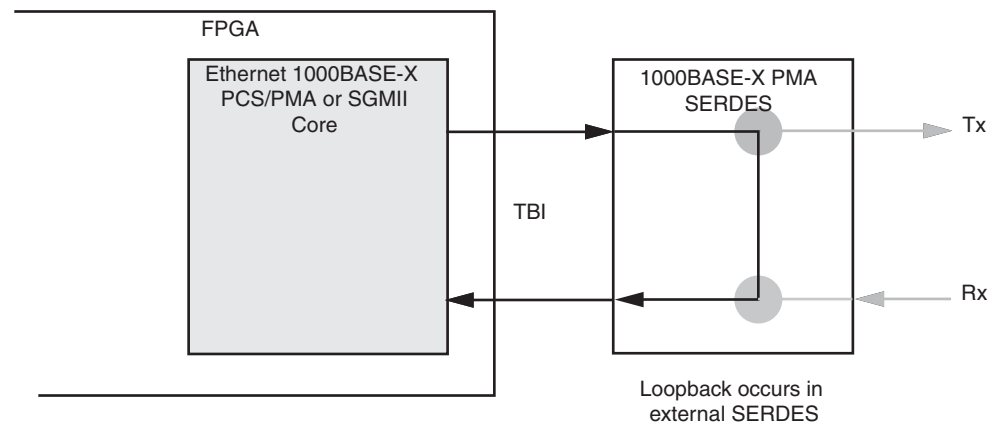 FPGA
Ethernet 1000BASE-X
PCS/PMA or SGMII
Core
1000BASE-X PMA
SERDES
Tx
TBI
Rx
Loopback occurs in
external SERDES